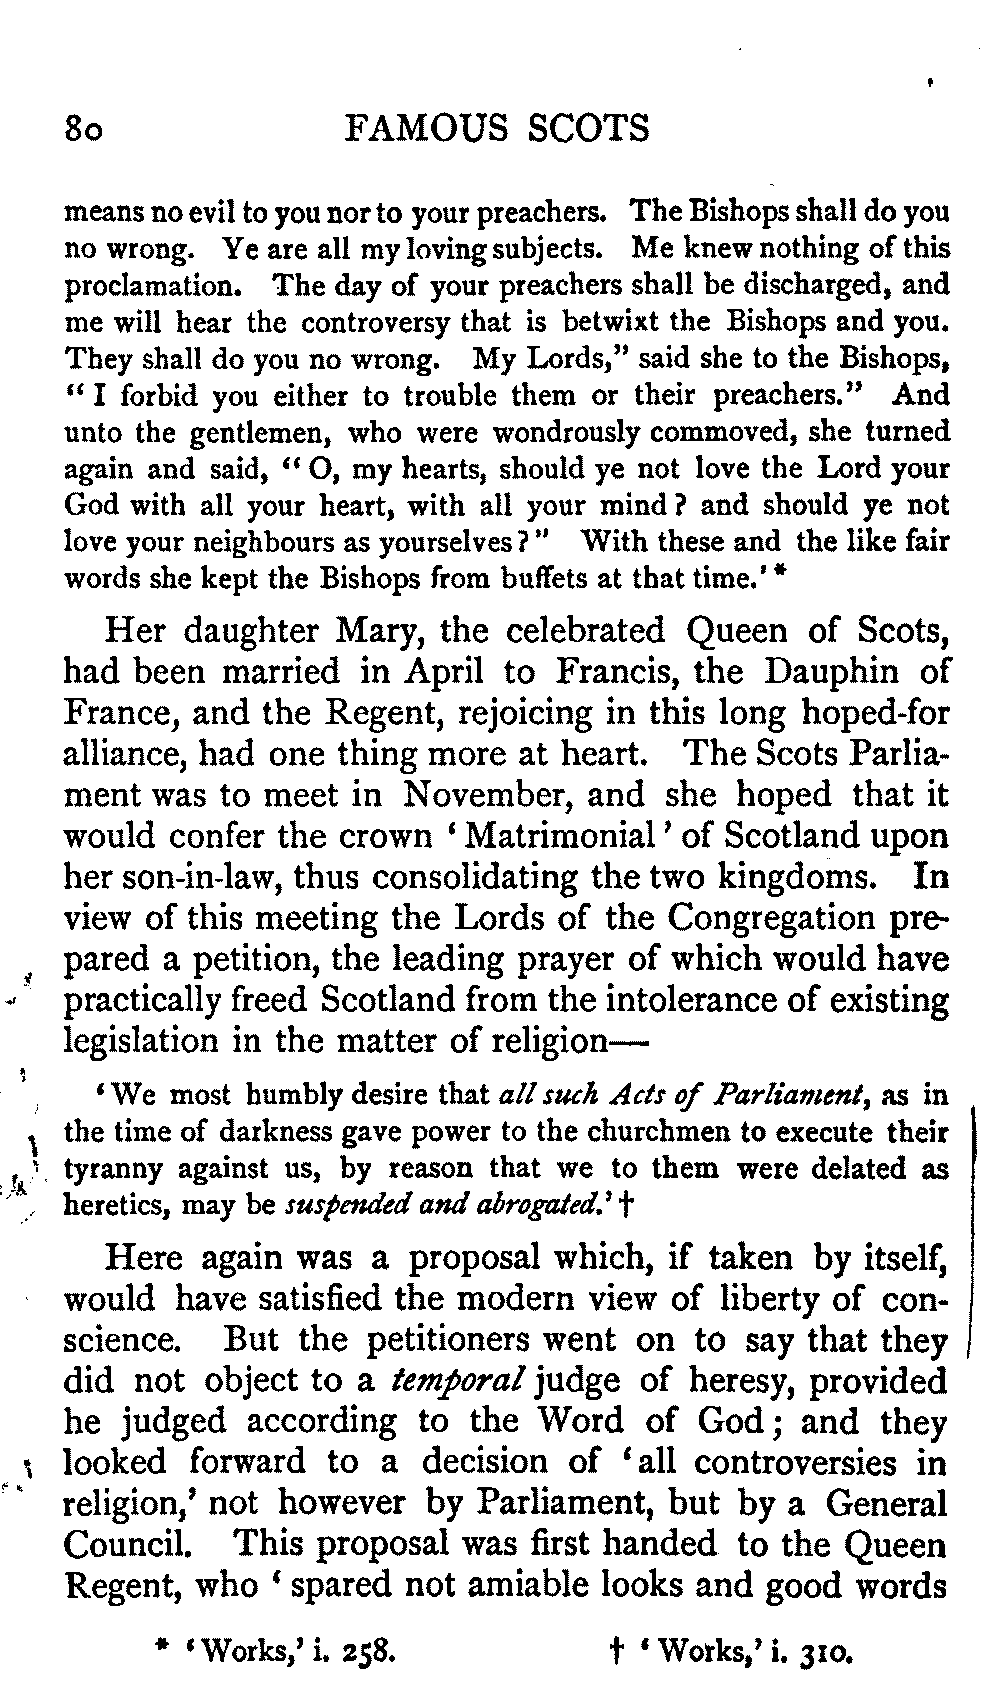 80 FAMOUS SCOTS
means no evil to you nor to your preachers. The Bishops shall do you
no wrong. Ye are all my loving subjects. Me knew nothing of this
proclamation. The day of your preachers shall be discharged, and
me will hear the controversy that is betwixt the Bishops and you.
They shall do you no wrong. My Lords,” said she to the Bishops,
“ I forbid you either to trouble them or their preachers.” And
unto the gentlemen, who were wondrously commoved, she turned
again and said, “ O, my hearts, should ye not love the Lord your
God with all your heart, with all your mind ? and should ye not
love your neighbours as yourselves ? ” With these and the like fair
words she kept the Bishops from buffets at that time.’ *
Her daughter Mary, the celebrated Queen of Scots,
had been married in April to Francis, the Dauphin of
France, and the Regent, rejoicing in this long hoped-for
alliance, had one thing more at heart. The Scots Parlia-
ment was to meet in November, and she hoped that it
would confer the crown ‘ Matrimonial ’ of Scotland upon
her son-in-law, thus consolidating the two kingdoms. In
view of this meeting the Lords of the Congregation pre-
pared a petition, the leading prayer of which would have
practically freed Scotland from the intolerance of existing
legislation in the matter of religion—
‘ We most humbly desire that all such Acts of Parliament, as in
the time of darkness gave power to the churchmen to execute their
tyranny against us, by reason that we to them were delated as
heretics, may be suspended and abrogated.’ †
Here again was a proposal which, if taken by itself,
would have satisfied the modern view of liberty of con-
science. But the petitioners went on to say that they
did not object to a temporal judge of heresy, provided
he judged according to the Word of God ; and they
looked forward to a decision of ‘ all controversies in
religion,’ not however by Parliament, but by a General
Council. This proposal was first handed to the Queen
Regent, who ‘ spared not amiable looks and good words
* ‘ Works,’ i. 258. † ‘ Works,’ i. 310.